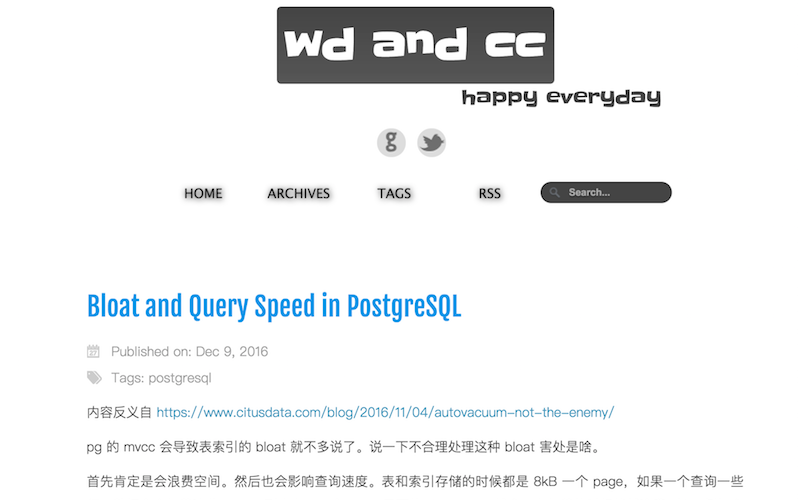 wd and cc
happy everyday
g
HOME ARCHIVES TAGS RSS Search...
Bloat and Query Speed in PostgreSQL
27 Published on: Dec 9, 2016
Tags: postgresql
内容反义自 https://www.citusdata.com/blog/2016/11/04/autovacuum-not-the-enemy/
pg 的 mvcc 会导致表索引的 bloat 就不多说了。说一下不合理处理这种 bloat 害处是啥。
首先肯定是会浪费空间。然后也会影响查询速度。表和索引存储的时候都是 8kB 一个 page，如果一个查询一些